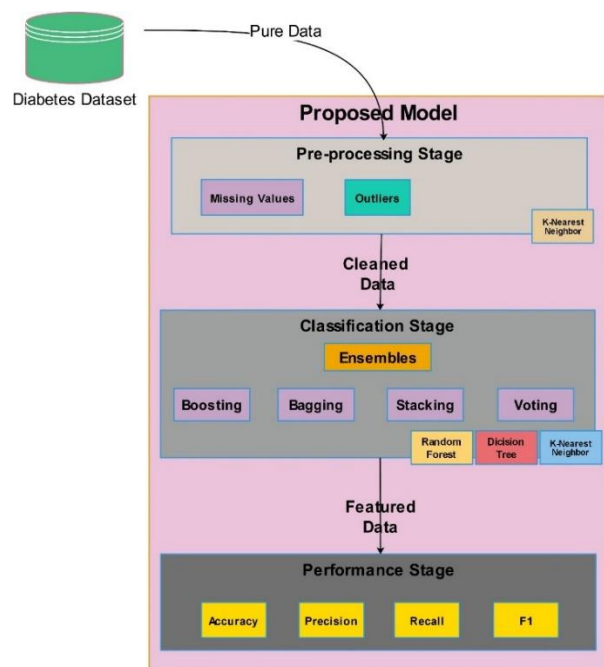 Pure Data
Diabetes Dataset
Proposed Model
Pre-processing Stage
Missing Values
Outliers
K-Nearest
Neighbor
Cleaned
Data
Classification Stage
Ensembles
Boosting
Bagging
Stacking
Voting
Random
Forest
Dicision
Tree
K-Nearest
Neighbor
Featured
Data
Performance Stage
Accuracy
Precision
Recall
F1